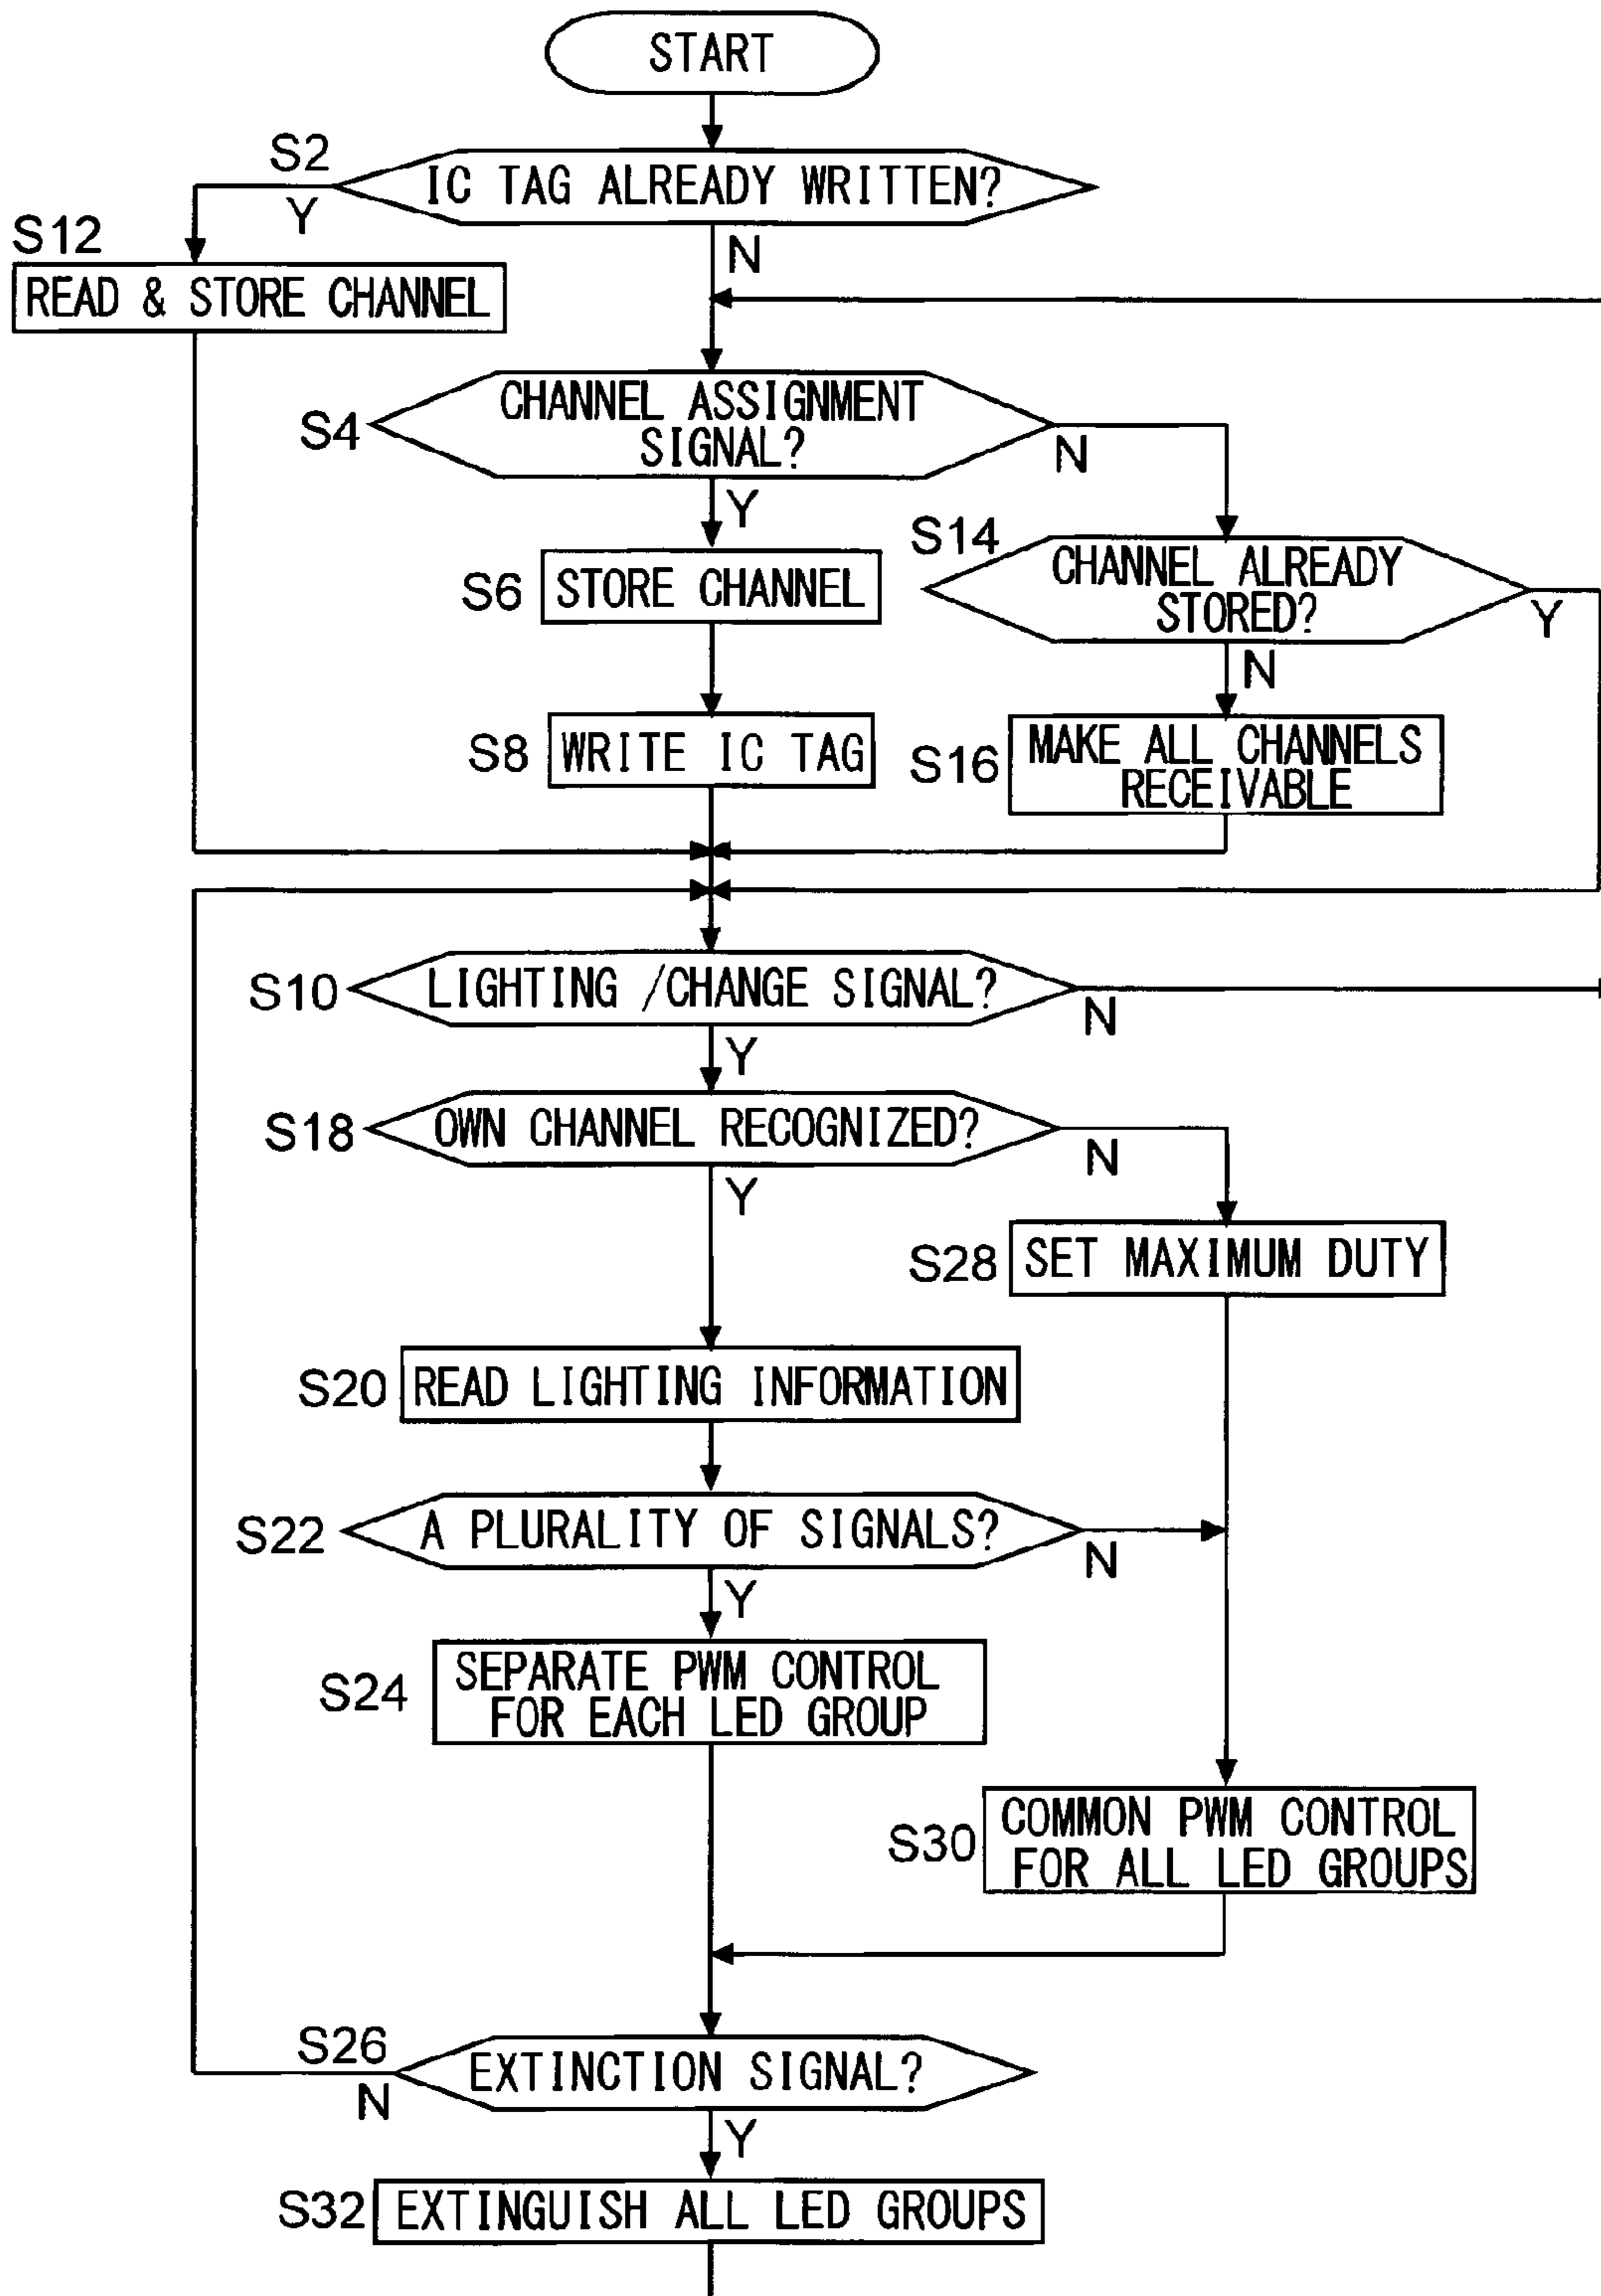 START
S2
IC TAG ALREADY WRITTEN?
Y
N
S12
READ & STORE CHANNEL
S4
CHANNEL ASSIGNMENT
SIGNAL?
N
Y
S14
CHANNEL ALREADY
STORED?
Y
N
S6
STORE CHANNEL
S8
WRITE IC TAG
S16
MAKE ALL CHANNELS
RECEIVABLE
S10
LIGHTING /CHANGE SIGNAL?
N
Y
S18
OWN CHANNEL RECOGNIZED?
N
Y
S28
SET MAXIMUM DUTY
S20
READ LIGHTING INFORMATION
S22
A PLURALITY OF SIGNALS?
N
Y
S24
SEPARATE PWM CONTROL
FOR EACH LED GROUP
S30
COMMON PWM CONTROL
FOR ALL LED GROUPS
S26
EXTINCTION SIGNAL?
N
Y
S32
EXTINGUISH ALL LED GROUPS